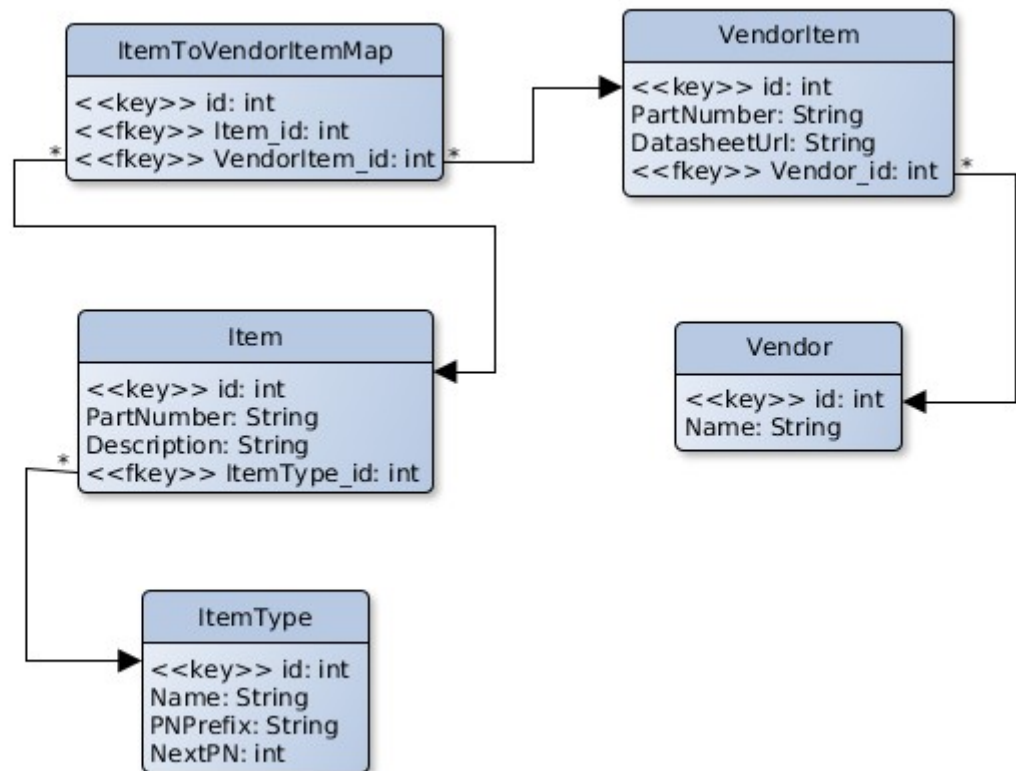 ItemToVendorItemMap
<<key>> id: int
<<fkey>> Item_id: int
<<fkey>> VendorItem_id: int
*
*
VendorItem
<<key>> id: int
PartNumber: String
DatasheetUrl: String
<<fkey>> Vendor_id: int
*
Item
<<key>> id: int
PartNumber: String
Description: String
<<fkey>> ItemType_id: int
*
Vendor
<<key>> id: int
Name: String
ItemType
<<key>> id: int
Name: String
PNPrefix: String
NextPN: int